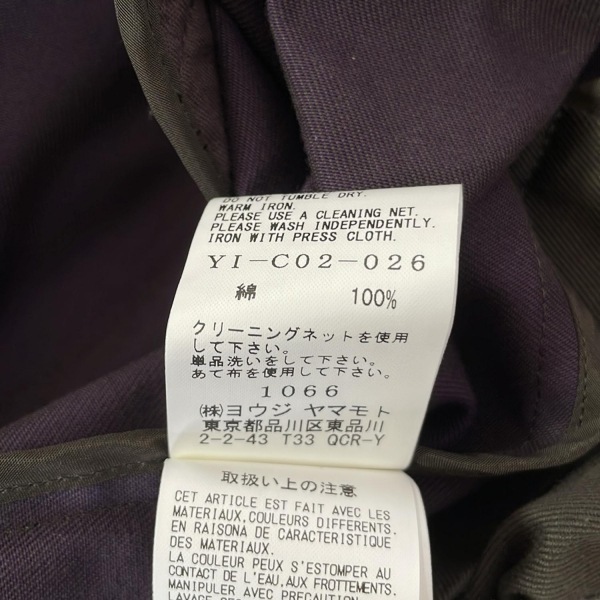 DO NOT TUMBLE DRY.
WARM IRON.
PLEASE USE A CLEANING NET.
PLEASE WASH INDEPENDENTLY.
IRON WITH PRESS CLOTH.
YI-C02-026
綿 100%
クリーニングネットを使用
して下さい。
単品洗いをして下さい。
あて布を使用して下さい。
1066
(株)ヨウジ ヤマモト
東京都品川区東品川
2-2-43 T33 QCR-Y
取扱い上の注意
CET ARTICLE EST FAIT AVEC LES
MATERIAUX,COULEURS DIFFERENTS.
EN RAISONA DE CARACTERISTIQUE
DES MATERIAUX.
LA COULEUR PEUX S'ESTOMPER AU
CONTACT DE L'EAU,AUX FROTTEMENTS.
MANIPULER AVEC PRECAUTION